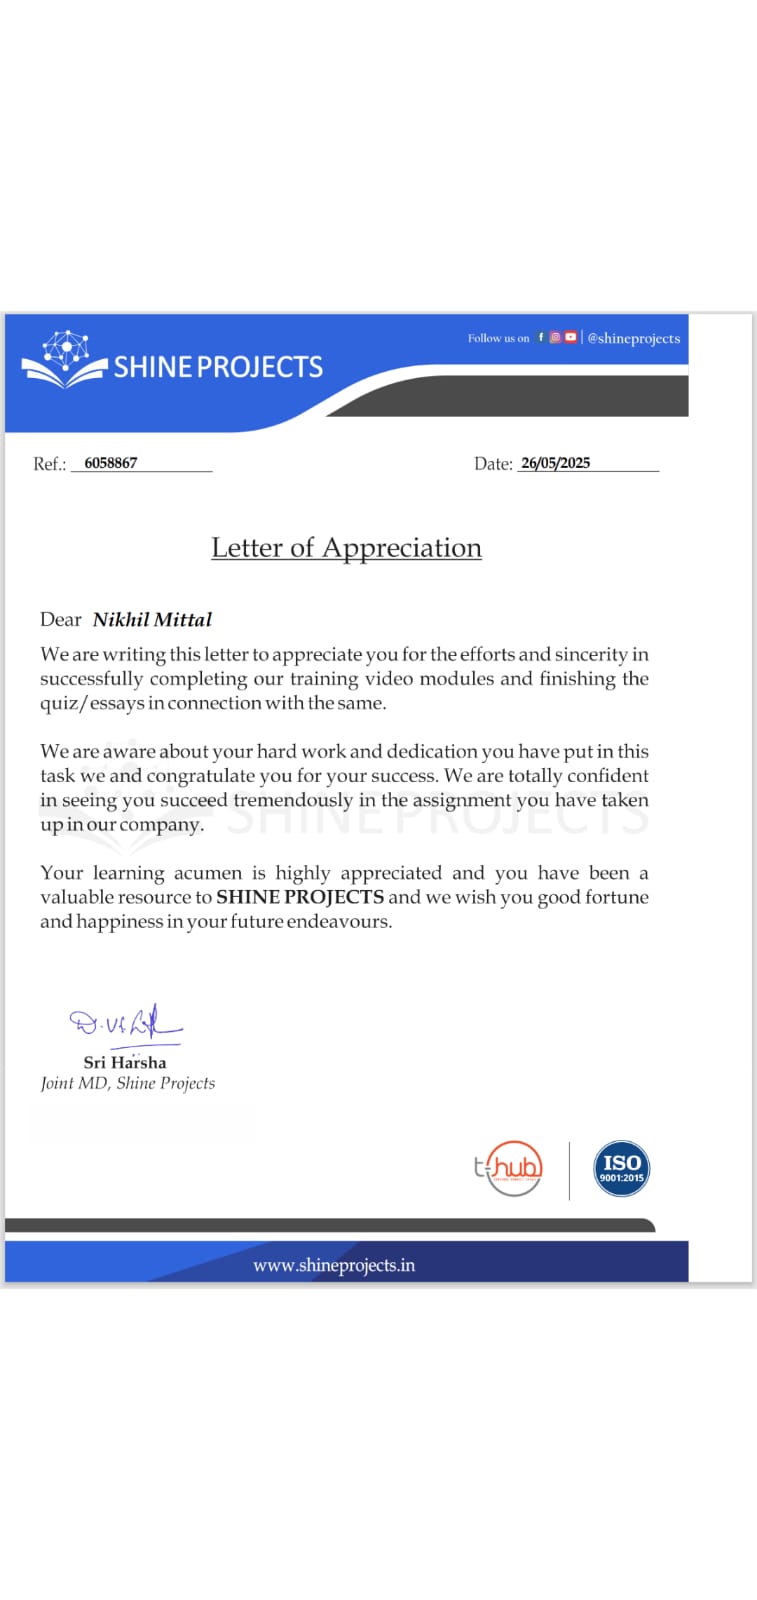 SHINE PROJECTS
Follow us on | @shineprojects
Ref.: 6058867
Date: 26/05/2025
Letter of Appreciation
Dear Nikhil Mittal
We are writing this letter to appreciate you for the efforts and sincerity in
successfully completing our training video modules and finishing the
quiz/essays in connection with the same.
We are aware about your hard work and dedication you have put in this
task we and congratulate you for your success. We are totally confident
in seeing you succeed tremendously in the assignment you have taken
up in our company.
SHINE PROJECTS
Your learning acumen is highly appreciated and you have been a
valuable resource to SHINE PROJECTS and we wish you good fortune
and happiness in your future endeavours.
Sri Harsha
Joint MD, Shine Projects
t-hub
ISO
9001:2015
www.shineprojects.in